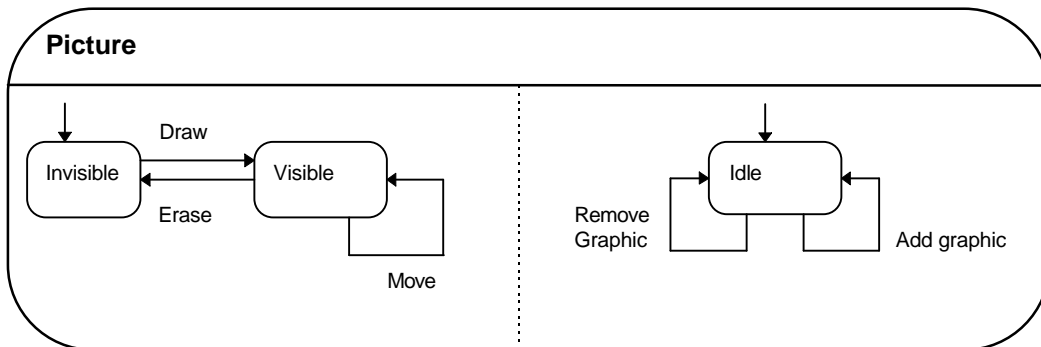 Picture
Draw
Invisible
Visible
Erase
Move
Idle
Remove
Graphic
Add graphic